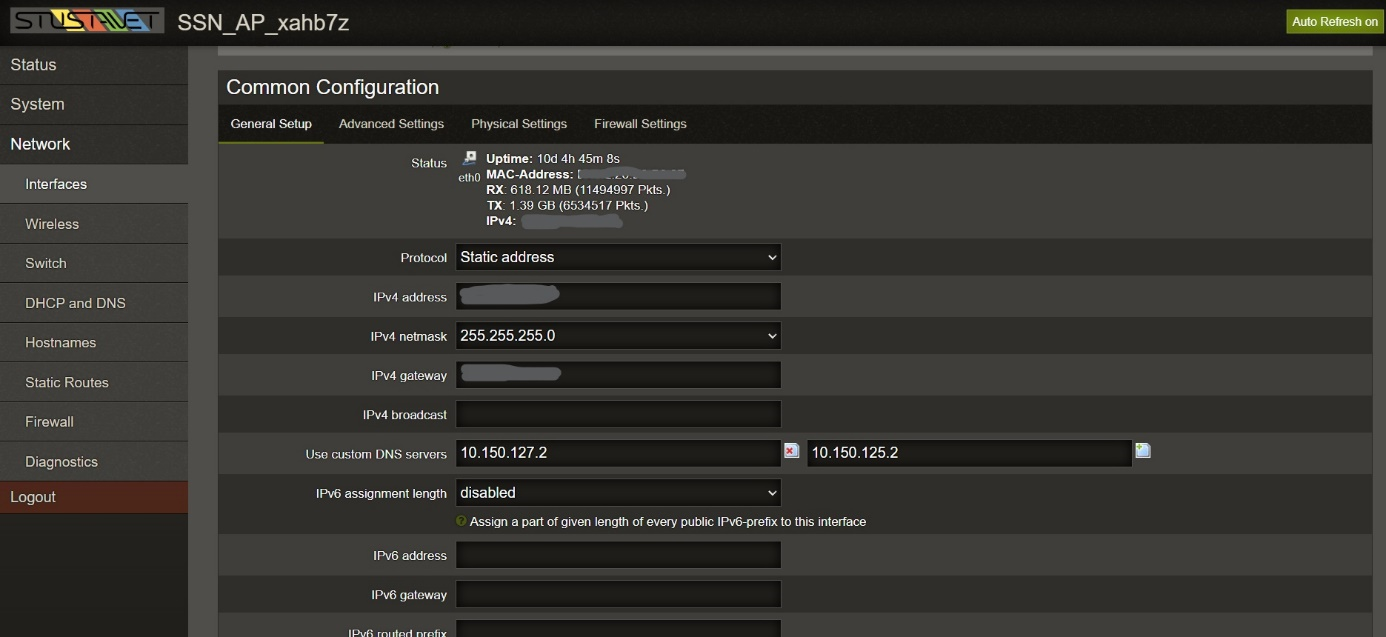 STUSTANET SSN_AP_xahb7z Auto Refresh on
Status
System
Network
Interfaces
Wireless
Switch
DHCP and DNS
Hostnames
Static Routes
Firewall
Diagnostics
Logout
Common Configuration
General Setup Advanced Settings Physical Settings Firewall Settings
Status
eth0
Uptime: 10d 4h 45m 8s
MAC-Address:
RX: 618.12 MB (11494997 Pkts.)
TX: 1.39 GB (6534517 Pkts.)
IPv4:
Protocol Static address
IPv4 address
IPv4 netmask 255.255.255.0
IPv4 gateway
IPv4 broadcast
Use custom DNS servers 10.150.127.2 10.150.125.2
IPv6 assignment length disabled
Assign a part of given length of every public IPv6-prefix to this interface
IPv6 address
IPv6 gateway
IPv6 routed prefix